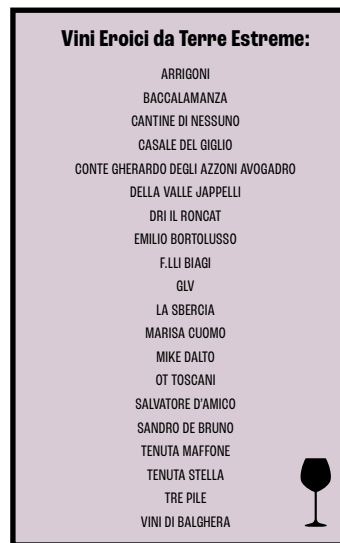 Vini Eroici da Terre Estreme:
ARRIGONI
BACCALAMANZA
CANTINE DI NESSUNO
CASALE DEL GIGLIO
CONTE GHERARDO DEGLI AZZONI AVOGADRO
DELLA VALLE JAPPELLI
DRI IL RONCAT
EMILIO BORTOLUSSO
F.LLI BIAGI
GLV
LA SBERCIA
MARISA CUOMO
MIKE DALTO
OT TOSCANI
SALVATORE D'AMICO
SANDRO DE BRUNO
TENUTA MAFFONE
TENUTA STELLA
TRE PILE
VINI DI BALGHERA